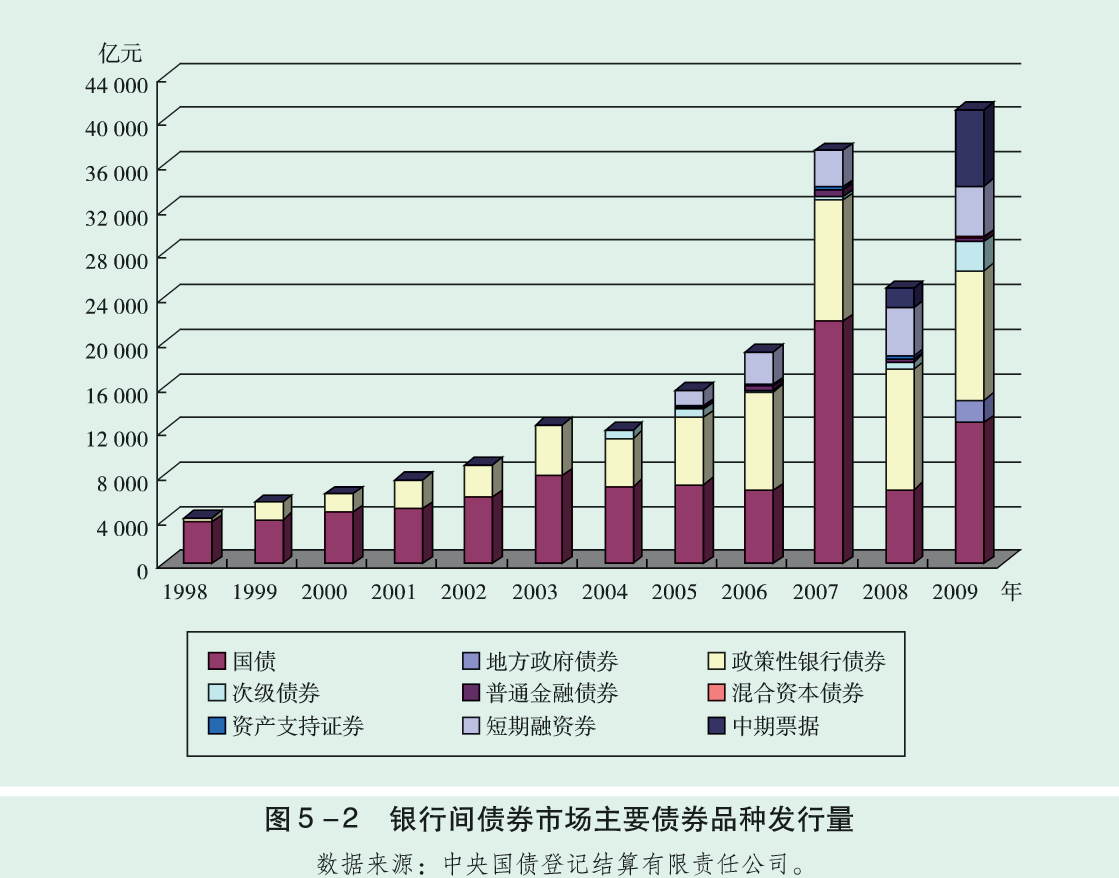 亿元
44 000
40 000
36 000
32 000
28 000
24 000
20 000
16 000
12 000
8 000
4 000
0
1998 1999 2000 2001 2002 2003 2004 2005 2006 2007 2008 2009 年
国债 地方政府债券 政策性银行债券
次级债券 普通金融债券 混合资本债券
资产支持证券 短期融资券 中期票据
图 5 – 2 银行间债券市场主要债券品种发行量
数据来源：中央国债登记结算有限责任公司。